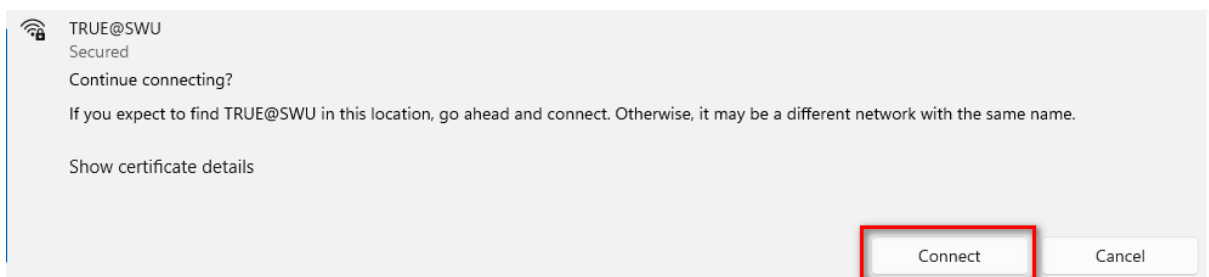 TRUE@SWU
Secured
Continue connecting?
If you expect to find TRUE@SWU in this location, go ahead and connect. Otherwise, it may be a different network with the same name.
Show certificate details
Connect Cancel